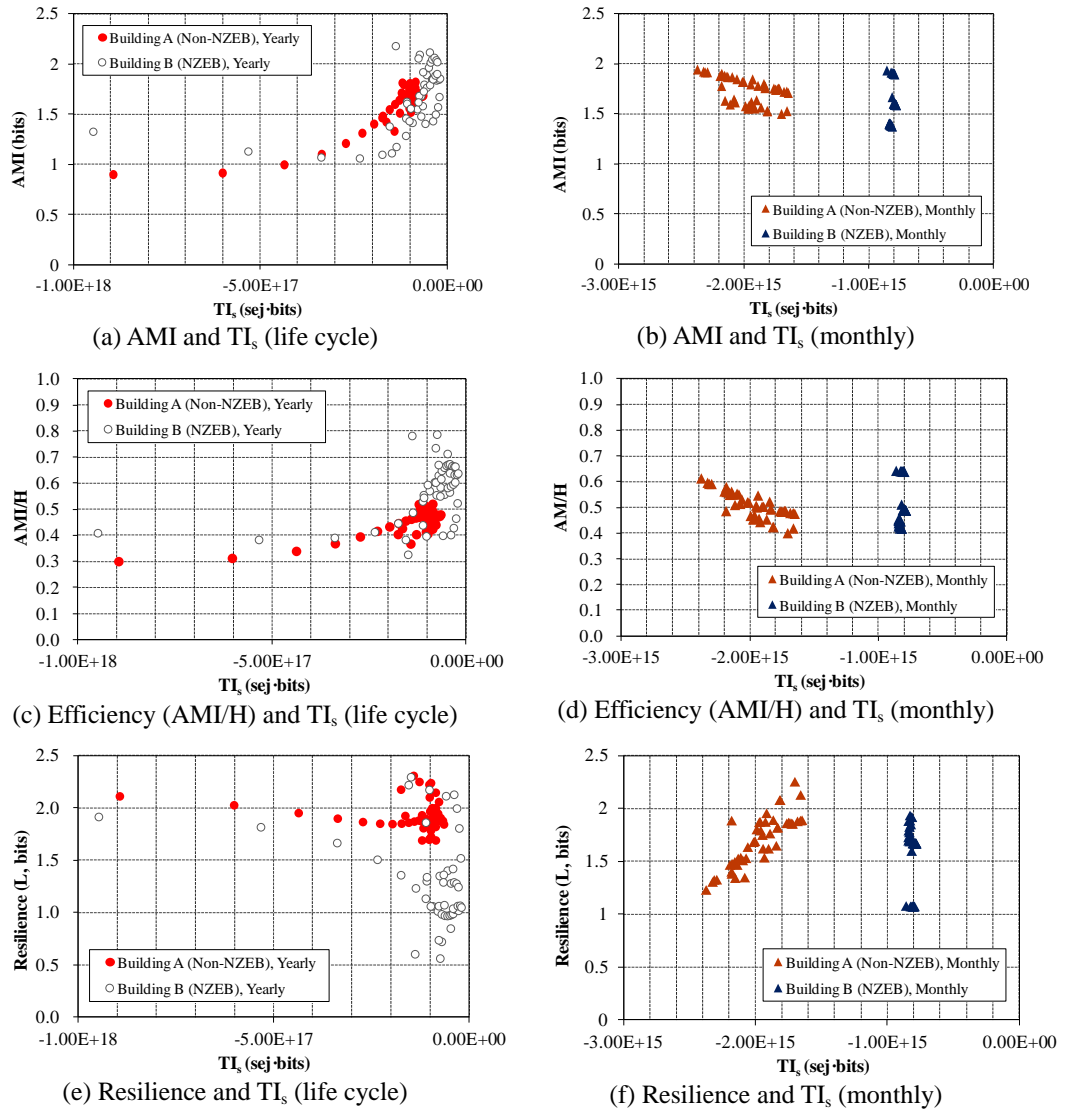 2.5
2
1.5
1
0.5
0
AMI (bits)
Building A (Non-NZEB), Yearly
Building B (NZEB), Yearly
-1.00E+18
-5.00E+17
0.00E+00
TIs (sej·bits)
(a) AMI and TIs (life cycle)
2.5
2
1.5
1
0.5
0
AMI (bits)
Building A (Non-NZEB), Monthly
Building B (NZEB), Monthly
-3.00E+15
-2.00E+15
-1.00E+15
0.00E+00
TIs (sej·bits)
(b) AMI and TIs (monthly)
1.0
0.9
0.8
0.7
0.6
0.5
0.4
0.3
0.2
0.1
0.0
AMI/H
Building A (Non-NZEB), Yearly
Building B (NZEB), Yearly
-1.00E+18
-5.00E+17
0.00E+00
TIs (sej·bits)
(c) Efficiency (AMI/H) and TIs (life cycle)
1.0
0.9
0.8
0.7
0.6
0.5
0.4
0.3
0.2
0.1
0.0
AMI/H
Building A (Non-NZEB), Monthly
Building B (NZEB), Monthly
-3.00E+15
-2.00E+15
-1.00E+15
0.00E+00
TIs (sej·bits)
(d) Efficiency (AMI/H) and TIs (monthly)
2.5
2.0
1.5
1.0
0.5
0.0
Resilience (L, bits)
Building A (Non-NZEB), Yearly
Building B (NZEB), Yearly
-1.00E+18
-5.00E+17
0.00E+00
TIs (sej·bits)
(e) Resilience and TIs (life cycle)
2.5
2
1.5
1
0.5
0
Resilience (L, bits)
Building A (Non-NZEB), Monthly
Building B (NZEB), Monthly
-3.00E+15
-2.00E+15
-1.00E+15
0.00E+00
TIs (sej·bits)
(f) Resilience and TIs (monthly)